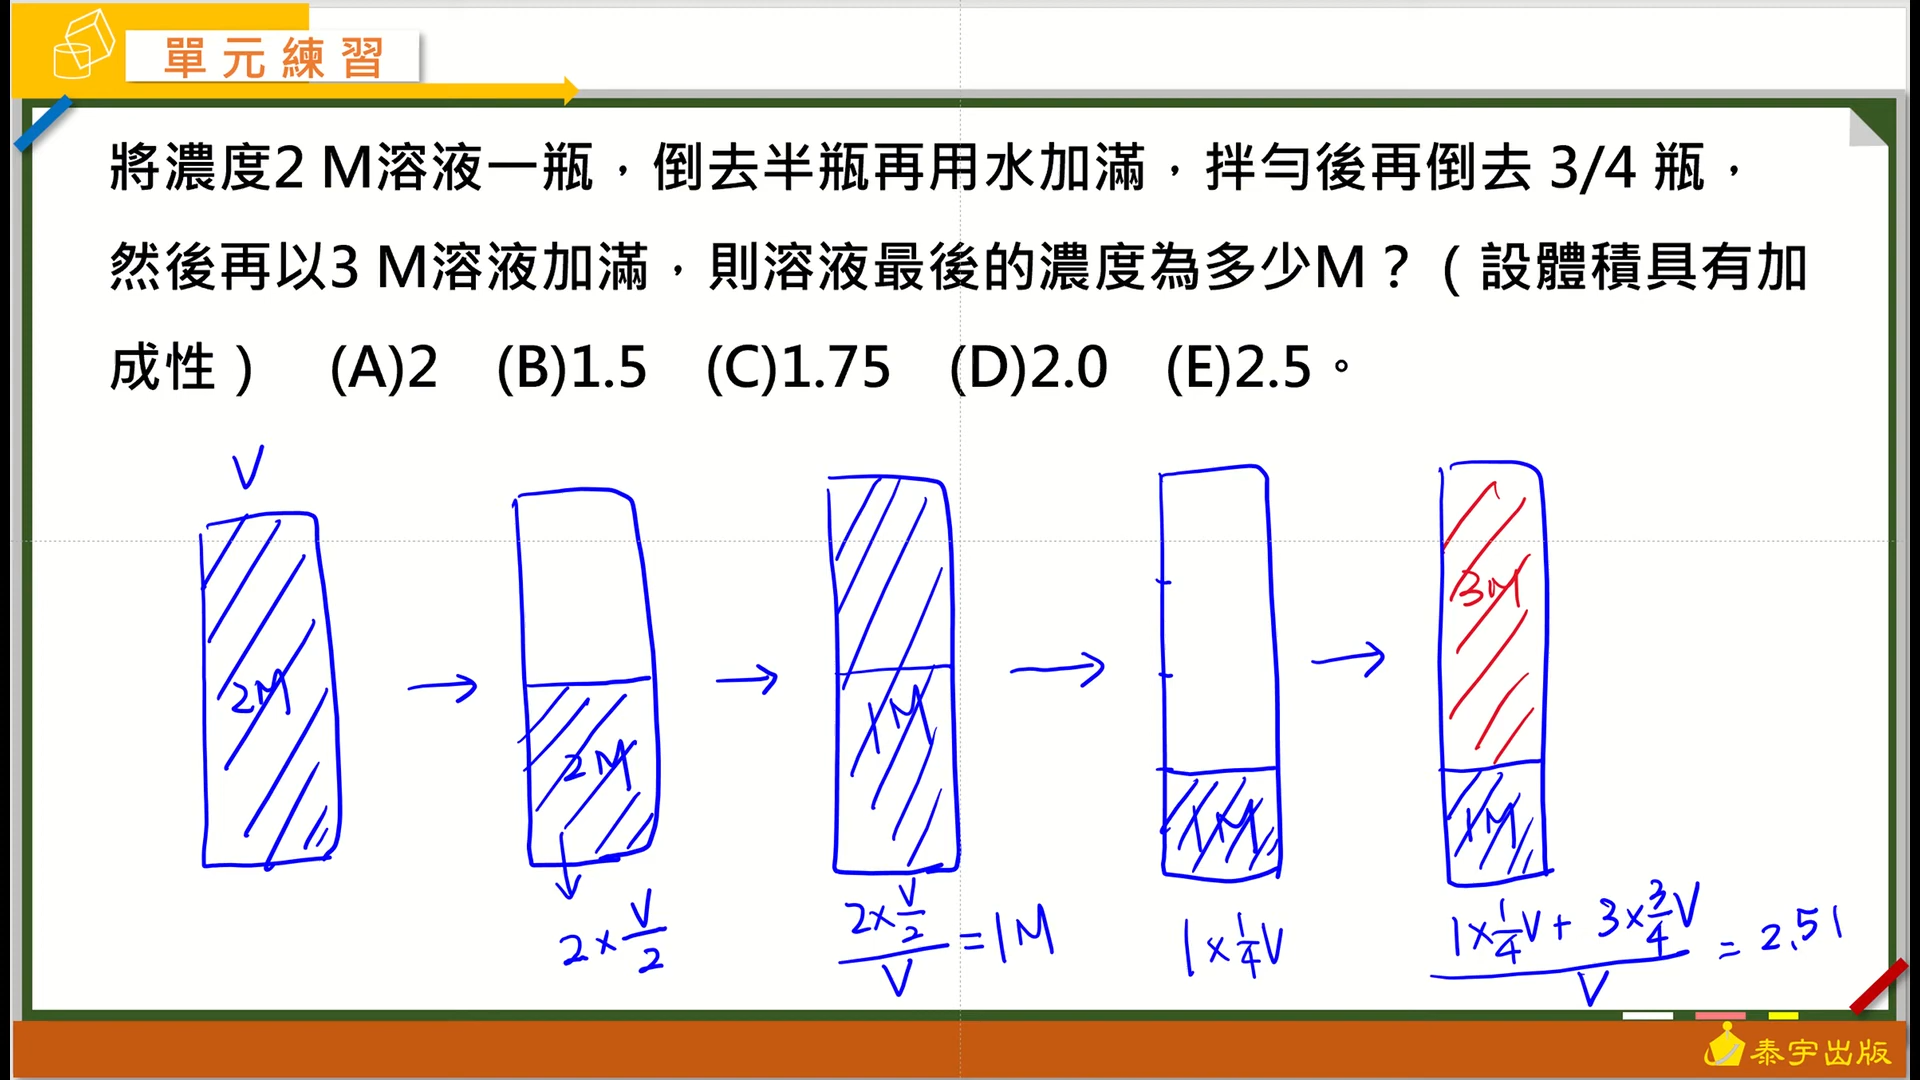 單元練習
將濃度2 M溶液一瓶，倒去半瓶再用水加滿，拌勻後再倒去 3/4 瓶，
然後再以3 M溶液加滿，則溶液最後的濃度為多少M？（設體積具有加
成性） (A)2 (B)1.5 (C)1.75 (D)2.0 (E)2.5。
V
2M
2M
1M
1M
3M
1M
2×V/2
(2×V/2)/V=1M
1×1/4V
(1×1/4V+3×3/4V)/V=2.51
泰宇出版